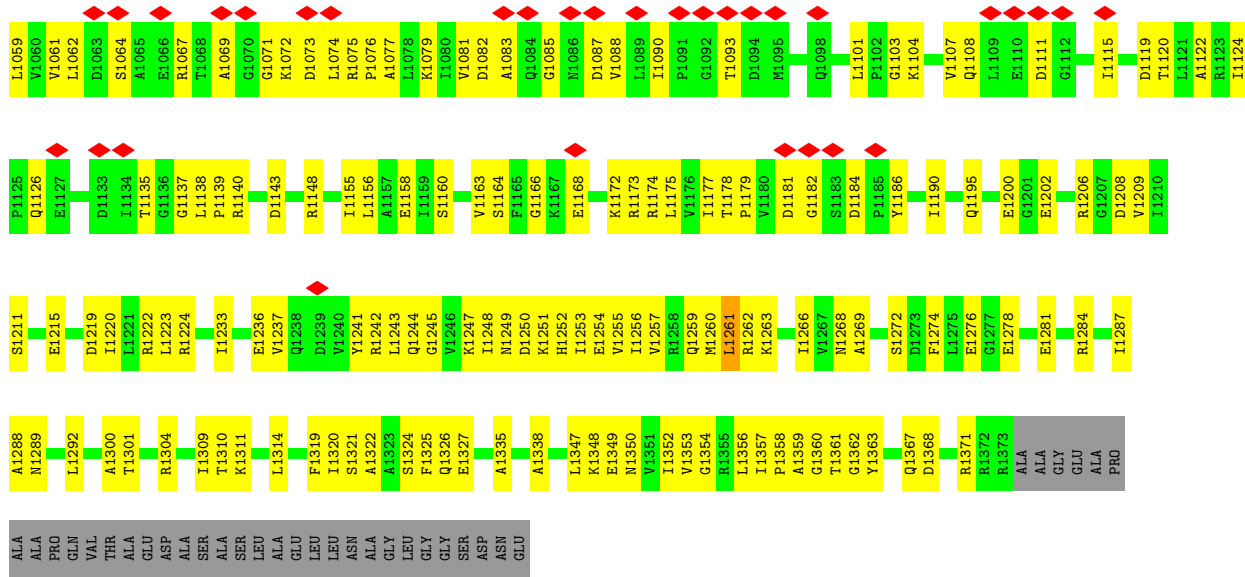 L1059 V1060 V1061 L1062 D1063 S1064 A1065 E1066 R1067 T1068 A1069 G1070 G1071 K1072 D1073 L1074 R1075 P1076 A1077 L1078 K1079 I1080 V1081 D1082 A1083 Q1084 G1085 N1086 D1087 V1088 L1089 I1090 P1091 G1092 T1093 D1094 M1095 Q1098 L1101 P1102 G1103 K1104 V1107 Q1108 L1109 E1110 D1111 G1112 I1115 D1119 T1120 L1121 A1122 R1123 I1124
P1125 Q1126 E1127 D1133 I1134 T1135 G1136 G1137 L1138 P1139 R1140 D1143 R1148 I1155 L1156 A1157 E1158 I1159 S1160 V1163 S1164 F1165 G1166 K1167 E1168 K1172 R1173 R1174 L1175 V1176 I1177 T1178 P1179 V1180 D1181 G1182 S1183 D1184 P1185 Y1186 I1190 Q1195 E1200 G1201 E1202 R1206 G1207 D1208 V1209 I1210
S1211 E1215 D1219 I1220 L1221 R1222 L1223 R1224 I1233 E1236 V1237 Q1238 D1239 V1240 Y1241 R1242 L1243 Q1244 G1245 V1246 K1247 I1248 N1249 D1250 K1251 H1252 I1253 E1254 V1255 I1256 V1257 R1258 Q1259 M1260 L1261 R1262 K1263 I1266 V1267 N1268 A1269 S1272 D1273 F1274 L1275 E1276 G1277 E1278 E1281 R1284 I1287
A1288 N1289 L1292 A1300 T1301 R1304 I1309 T1310 K1311 L1314 F1319 I1320 S1321 A1322 A1323 S1324 F1325 Q1326 E1327 A1335 A1338 L1347 K1348 E1349 N1350 V1351 I1352 V1353 G1354 R1355 L1356 I1357 P1358 A1359 G1360 T1361 G1362 Y1363 Q1367 D1368 R1371 R1372 R1373 ALA ALA GLY GLU ALA PRO
ALA ALA PRO GLN VAL THR ALA GLU ASP ALA SER ALA SER LEU ALA GLU LEU LEU ASN ALA GLY LEU GLY GLY SER ASP ASN GLU